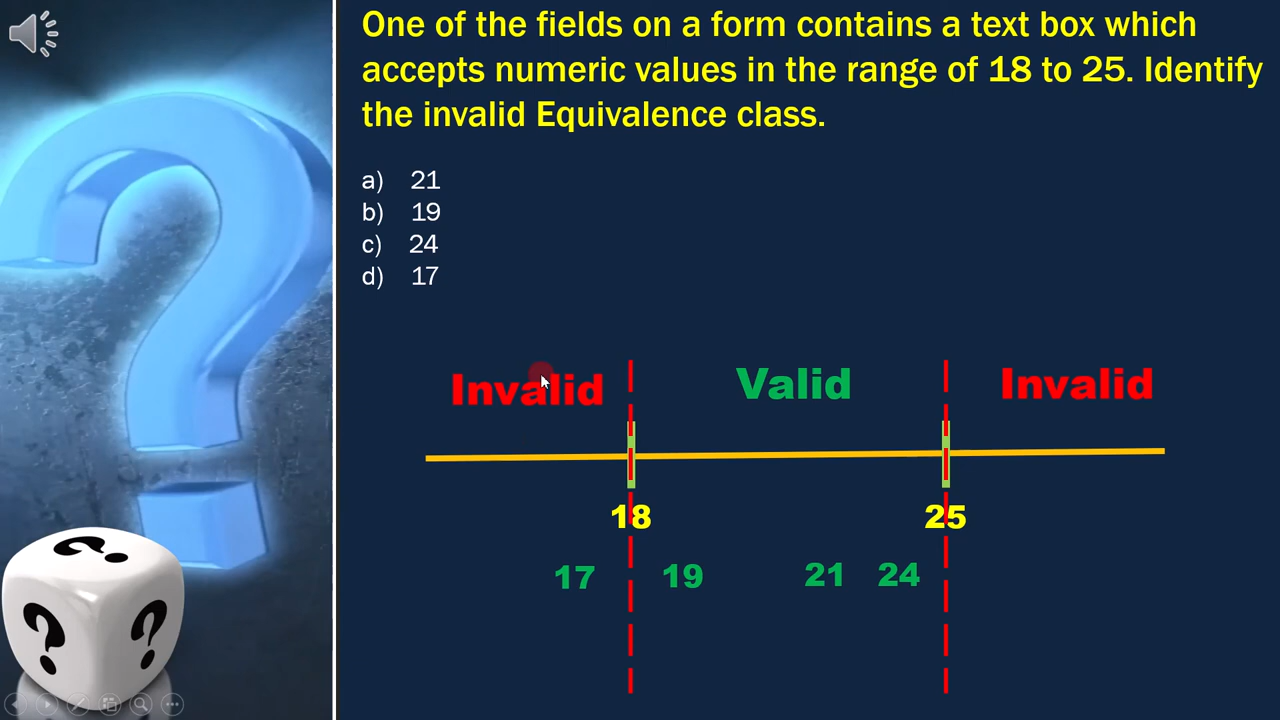 One of the fields on a form contains a text box which
accepts numeric values in the range of 18 to 25. Identify
the invalid Equivalence class.
a) 21
b) 19
c) 24
d) 17
Invalid Valid Invalid
18 25
17 19 21 24